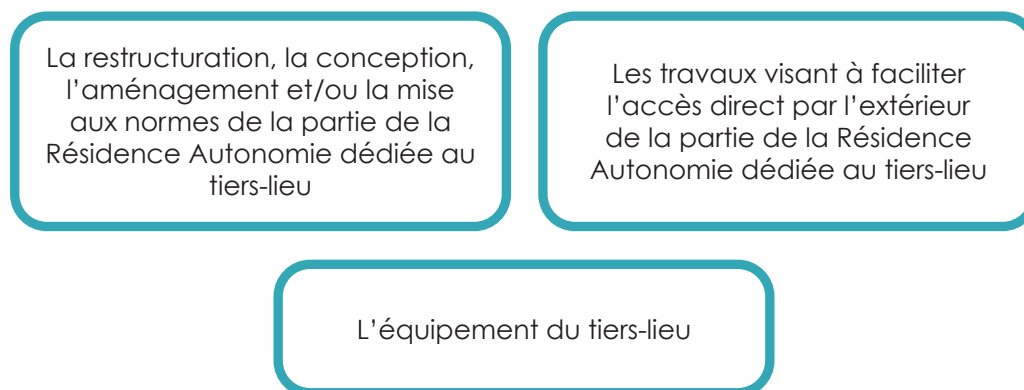 La restructuration, la conception,
l’aménagement et/ou la mise
aux normes de la partie de la
Résidence Autonomie dédiée au
tiers-lieu
Les travaux visant à faciliter
l’accès direct par l’extérieur
de la partie de la Résidence
Autonomie dédiée au tiers-lieu
L’équipement du tiers-lieu